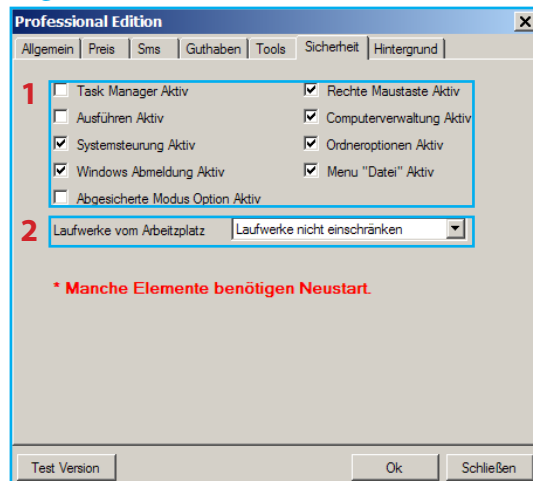 Professional Edition
Allgemein Preis Sms Guthaben Tools Sicherheit Hintergrund
1
Task Manager Aktiv Rechte Maustaste Aktiv
Ausführen Aktiv Computerverwaltung Aktiv
Systemsteurung Aktiv Ordneroptionen Aktiv
Windows Abmeldung Aktiv Menu "Datei" Aktiv
Abgesicherte Modus Option Aktiv
2 Laufwerke vom Arbeitzplatz Laufwerke nicht einschränken
* Manche Elemente benötigen Neustart.
Test Version Ok Schließen